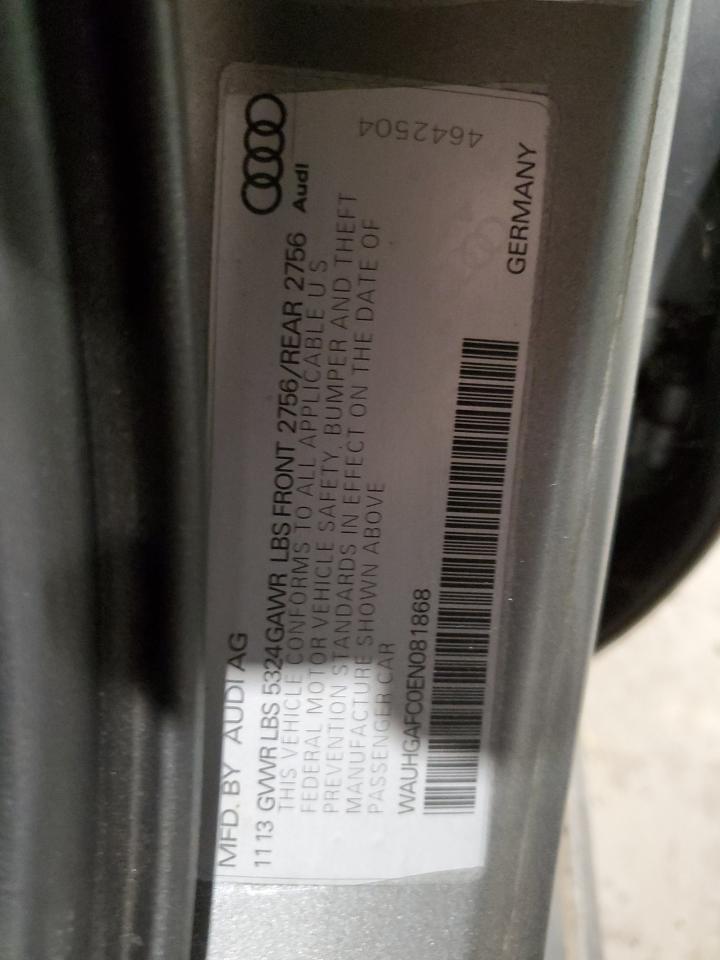 MFD. BY AUDI AG
11 13 GVWR LBS 5324GAWR LBS FRONT 2756/REAR 2756
THIS VEHICLE CONFORMS TO ALL APPLICABLE U S
FEDERAL MOTOR VEHICLE SAFETY, BUMPER AND THEFT
PREVENTION STANDARDS IN EFFECT ON THE DATE OF
MANUFACTURE SHOWN ABOVE
PASSENGER CAR
WAUHGAFC0EN081868
Audi
4642504
GERMANY